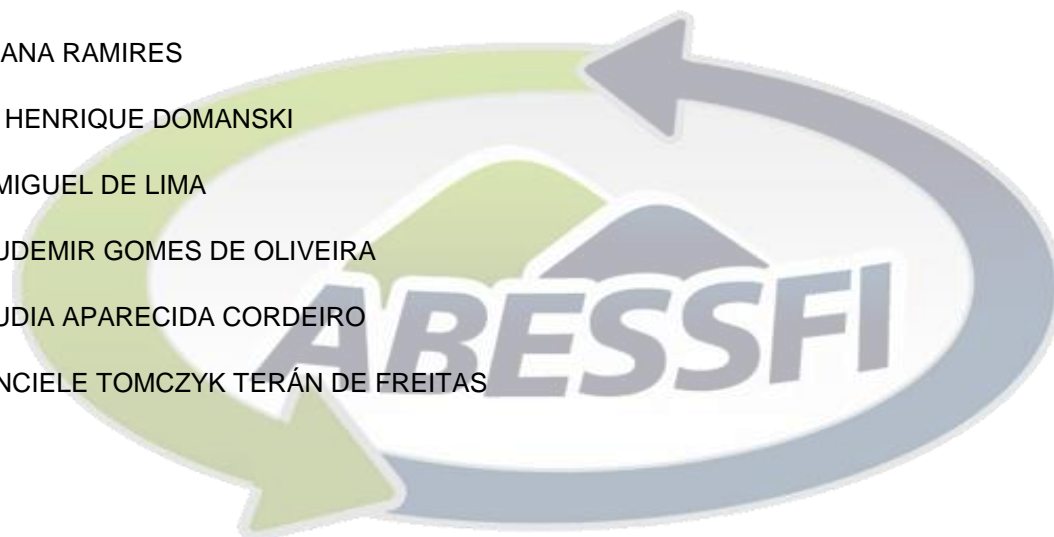 ANA RAMIRES
HENRIQUE DOMANSKI
MIGUEL DE LIMA
UDEMIR GOMES DE OLIVEIRA
UDIA APARECIDA CORDEIRO
NCIELE TOMCZYK TERÁN DE FREITAS
ABESSFI